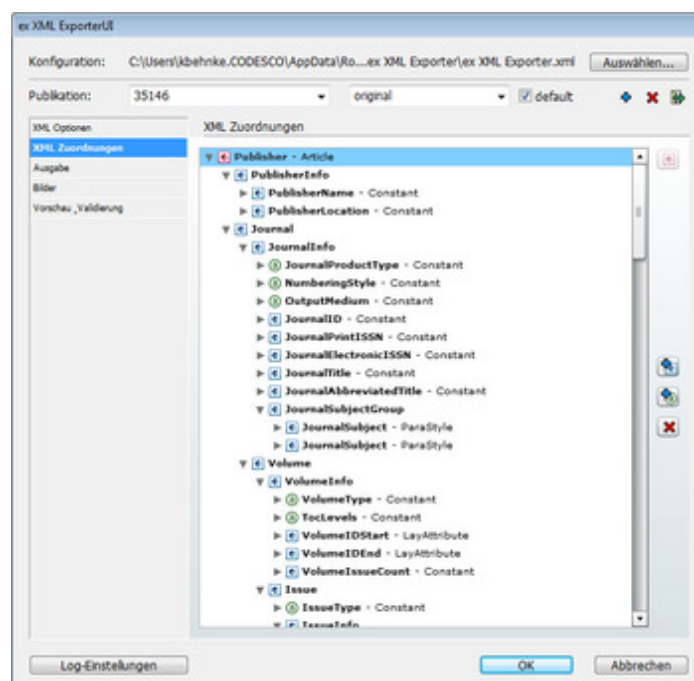 ex XML ExporterUI
Konfiguration: C:\Users\kbehnke.CODESCO\AppData\Ro....ex XML Exporter\ex XML Exporter.xml Auswählen...
Publikation: 35146 original default
XML Optionen
XML Zuordnungen
Ausgabe
Bilder
Vorschau_Validierung
XML Zuordnungen
Publisher - Article
PublisherInfo
PublisherName - Constant
PublisherLocation - Constant
Journal
JournalInfo
JournalProductType - Constant
NumberingStyle - Constant
OutputMedium - Constant
JournalID - Constant
JournalPrintISSN - Constant
JournalElectronicISSN - Constant
JournalTitle - Constant
JournalAbbreviatedTitle - Constant
JournalSubjectGroup
JournalSubject - ParaStyle
JournalSubject - ParaStyle
Volume
VolumeInfo
VolumeType - Constant
TocLevels - Constant
VolumeIDStart - LayAttribute
VolumeIDEnd - LayAttribute
VolumeIssueCount - Constant
Issue
IssueType - Constant
IssueInfo
Log-Einstellungen OK Abbrechen